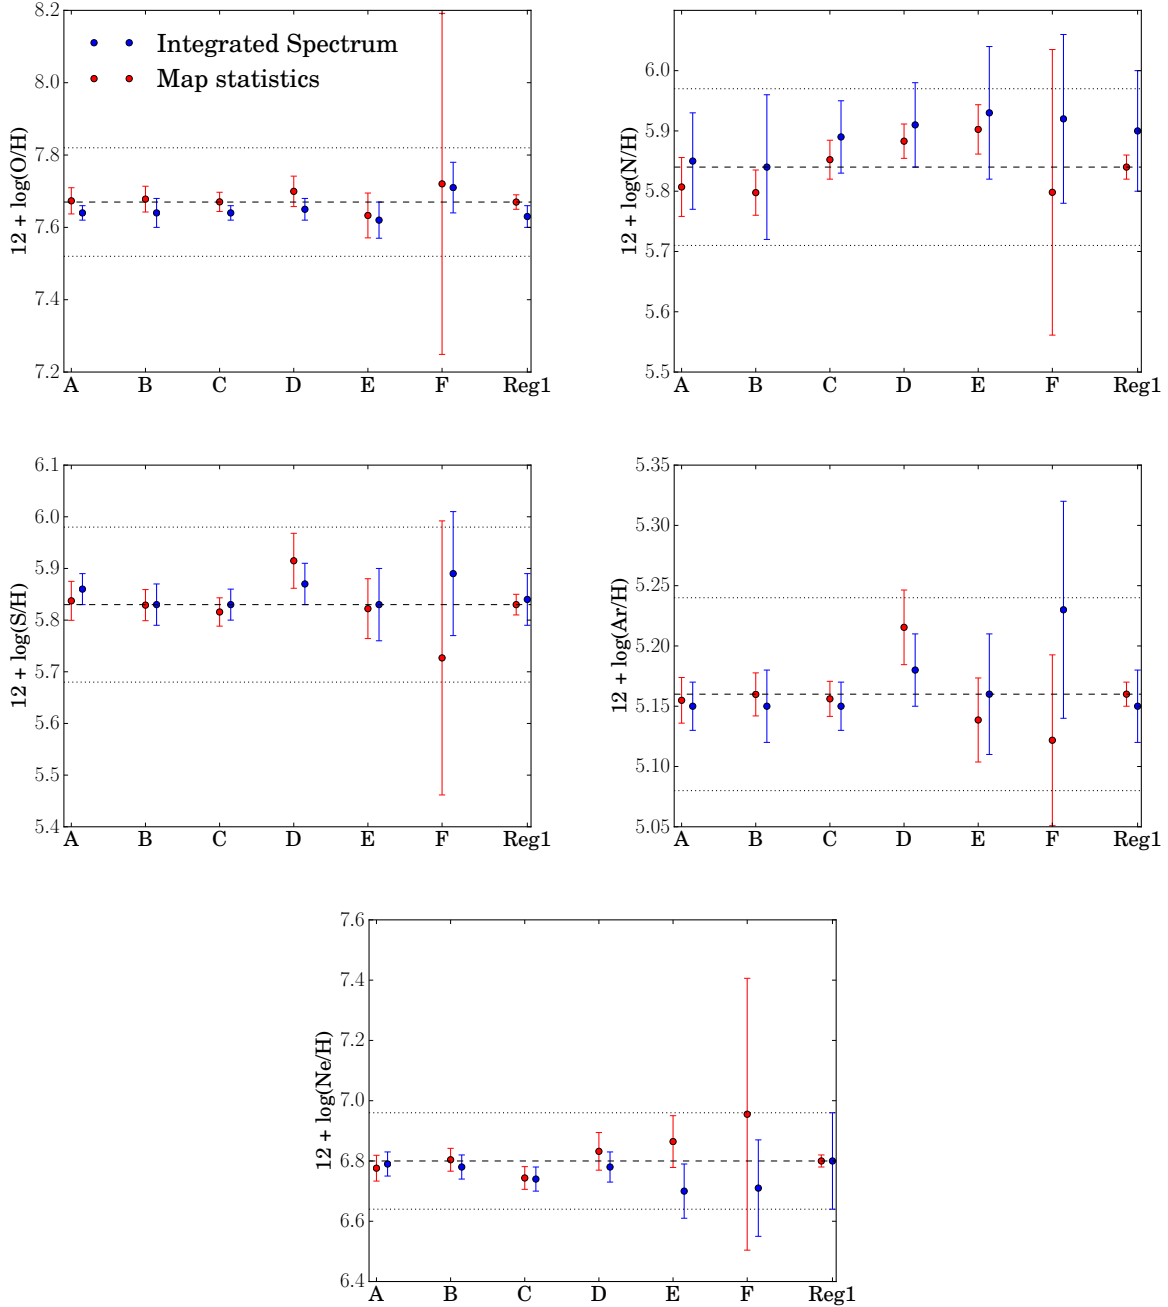 8.2
8.0
7.8
7.6
7.4
7.2
12 + log(O/H)
Integrated Spectrum
Map statistics
A B C D E F Reg1
6.0
5.9
5.8
5.7
5.6
5.5
12 + log(N/H)
A B C D E F Reg1
6.1
6.0
5.9
5.8
5.7
5.6
5.5
5.4
12 + log(S/H)
A B C D E F Reg1
5.35
5.30
5.25
5.20
5.15
5.10
5.05
12 + log(Ar/H)
A B C D E F Reg1
7.6
7.4
7.2
7.0
6.8
6.6
6.4
12 + log(Ne/H)
A B C D E F Reg1